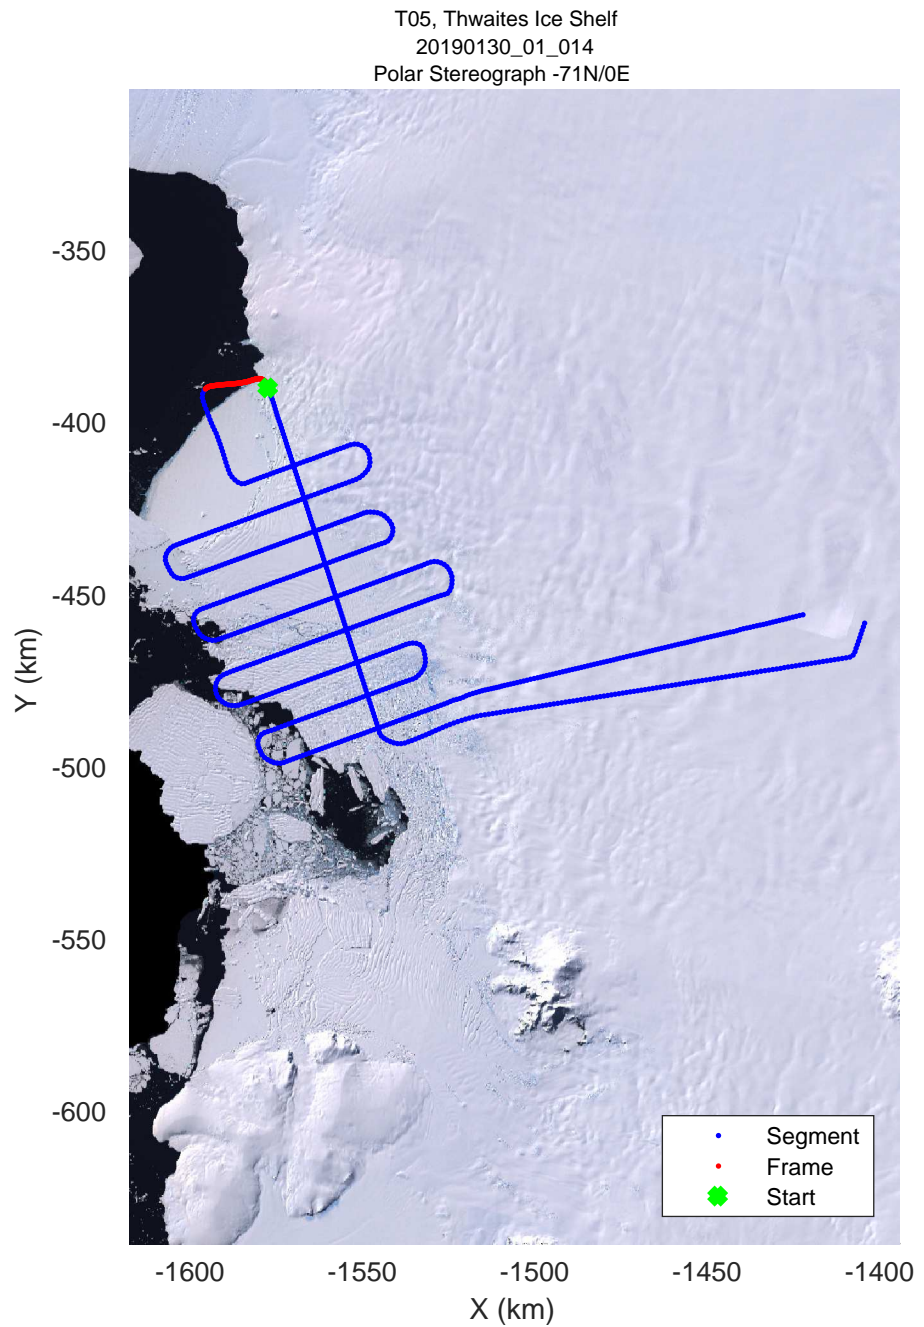 T05, Thwaites Ice Shelf
20190130_01_014
Polar Stereograph -71N/0E
-350
-400
-450
-500
-550
-600
Y (km)
-1600
-1550
-1500
-1450
-1400
X (km)
Segment
Frame
Start